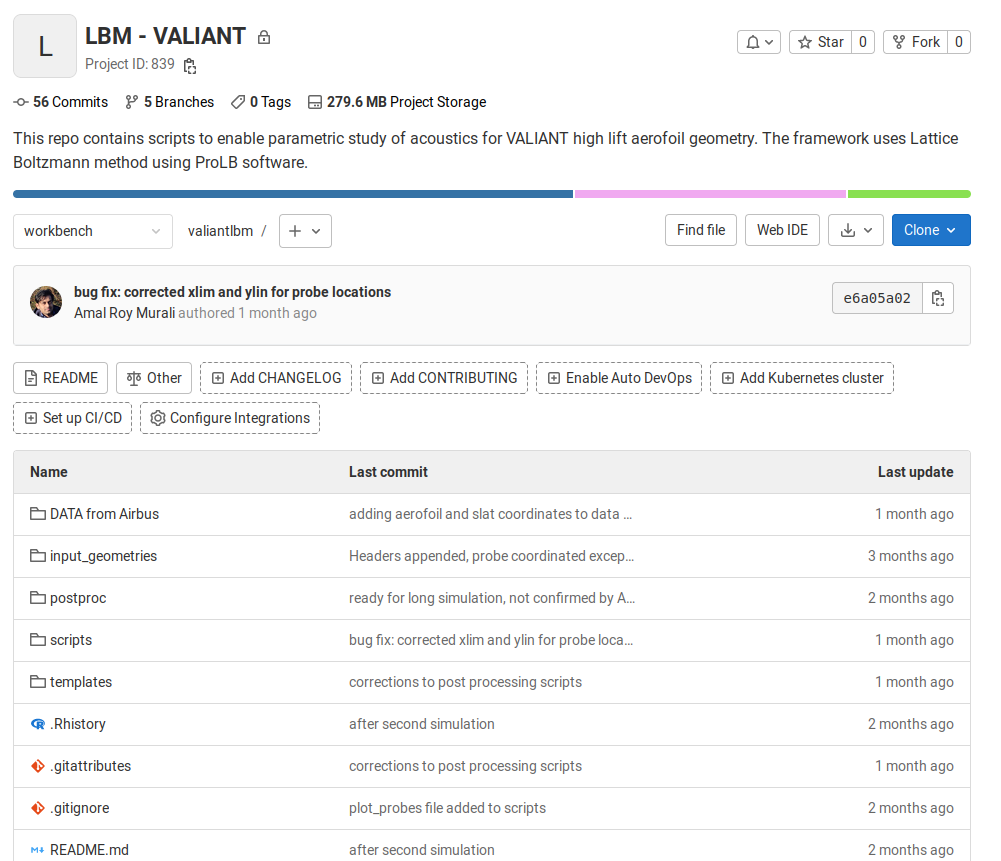 L
LBM - VALIANT
Project ID: 839
Star 0
Fork 0
56 Commits 5 Branches 0 Tags 279.6 MB Project Storage
This repo contains scripts to enable parametric study of acoustics for VALIANT high lift aerofoil geometry. The framework uses Lattice
Boltzmann method using ProLB software.
workbench valiantlbm / Find file Web IDE Clone
bug fix: corrected xlim and ylin for probe locations
Amal Roy Murali authored 1 month ago
e6a05a02
README Other Add CHANGELOG Add CONTRIBUTING Enable Auto DevOps Add Kubernetes cluster
Set up CI/CD Configure Integrations
Name Last commit Last update
DATA from Airbus adding aerofoil and slat coordinates to data ... 1 month ago
input_geometries Headers appended, probe coordinated excep... 3 months ago
postproc ready for long simulation, not confirmed by A... 2 months ago
scripts bug fix: corrected xlim and ylin for probe loca... 1 month ago
templates corrections to post processing scripts 1 month ago
.Rhistory after second simulation 2 months ago
.gitattributes corrections to post processing scripts 1 month ago
.gitignore plot_probes file added to scripts 2 months ago
README.md after second simulation 2 months ago